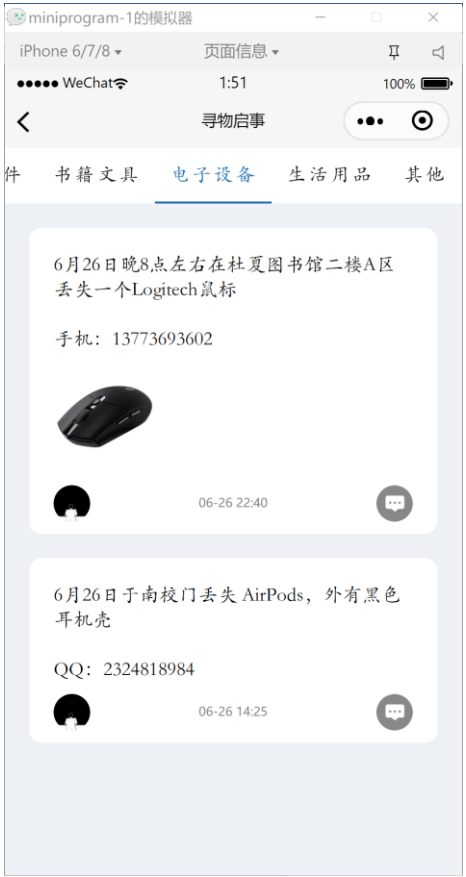 miniprogram-1的模拟器
iPhone 6/7/8 页面信息
WeChat 1:51 100%
寻物启事
件 书籍文具 电子设备 生活用品 其他
6月26日晚8点左右在杜夏图书馆二楼A区
丢失一个Logitech鼠标
手机：13773693602
06-26 22:40
6月26日于南校门丢失 AirPods，外有黑色
耳机壳
QQ：2324818984
06-26 14:25